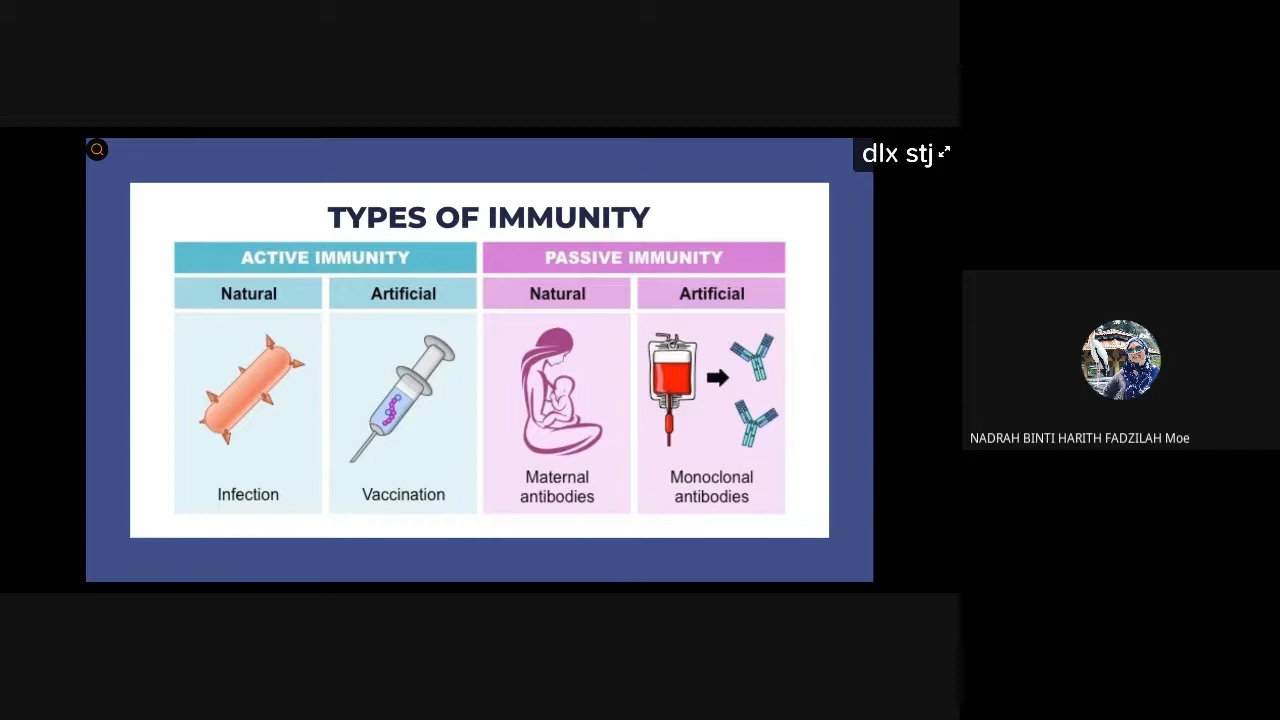 dlx stj
TYPES OF IMMUNITY
ACTIVE IMMUNITY
PASSIVE IMMUNITY
Natural
Artificial
Natural
Artificial
Infection
Vaccination
Maternal
antibodies
Monoclonal
antibodies
NADRAH BINTI HARITH FADZILAH Moe